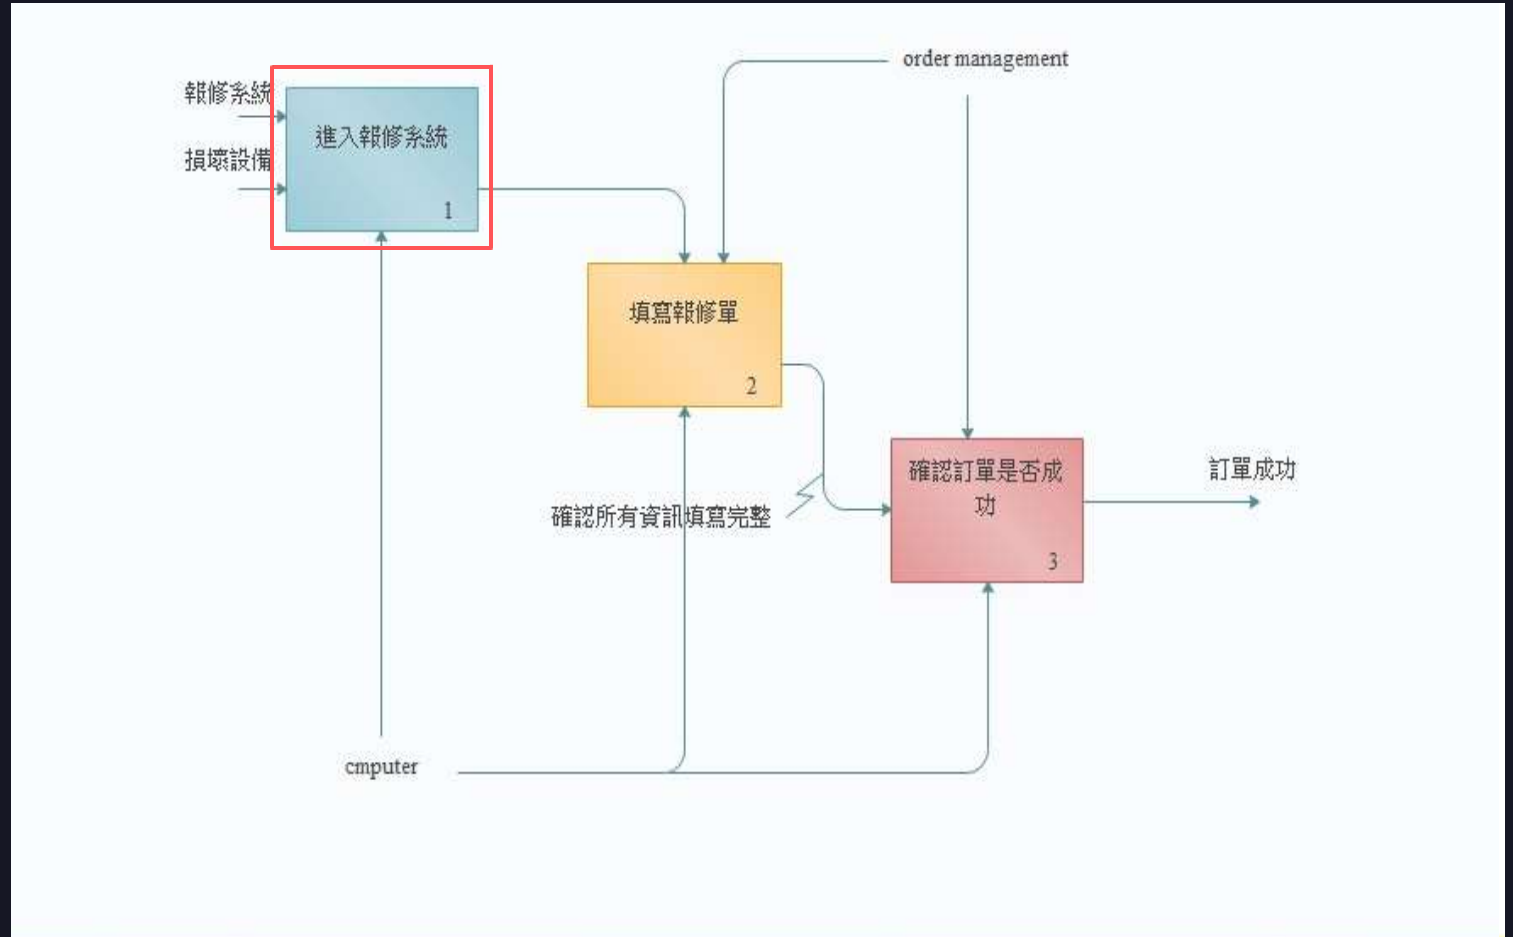 order management
報修系統
進入報修系統
損壞設備
1
填寫報修單
2
確認訂單是否成
功
3
訂單成功
確認所有資訊填寫完整
cmputer